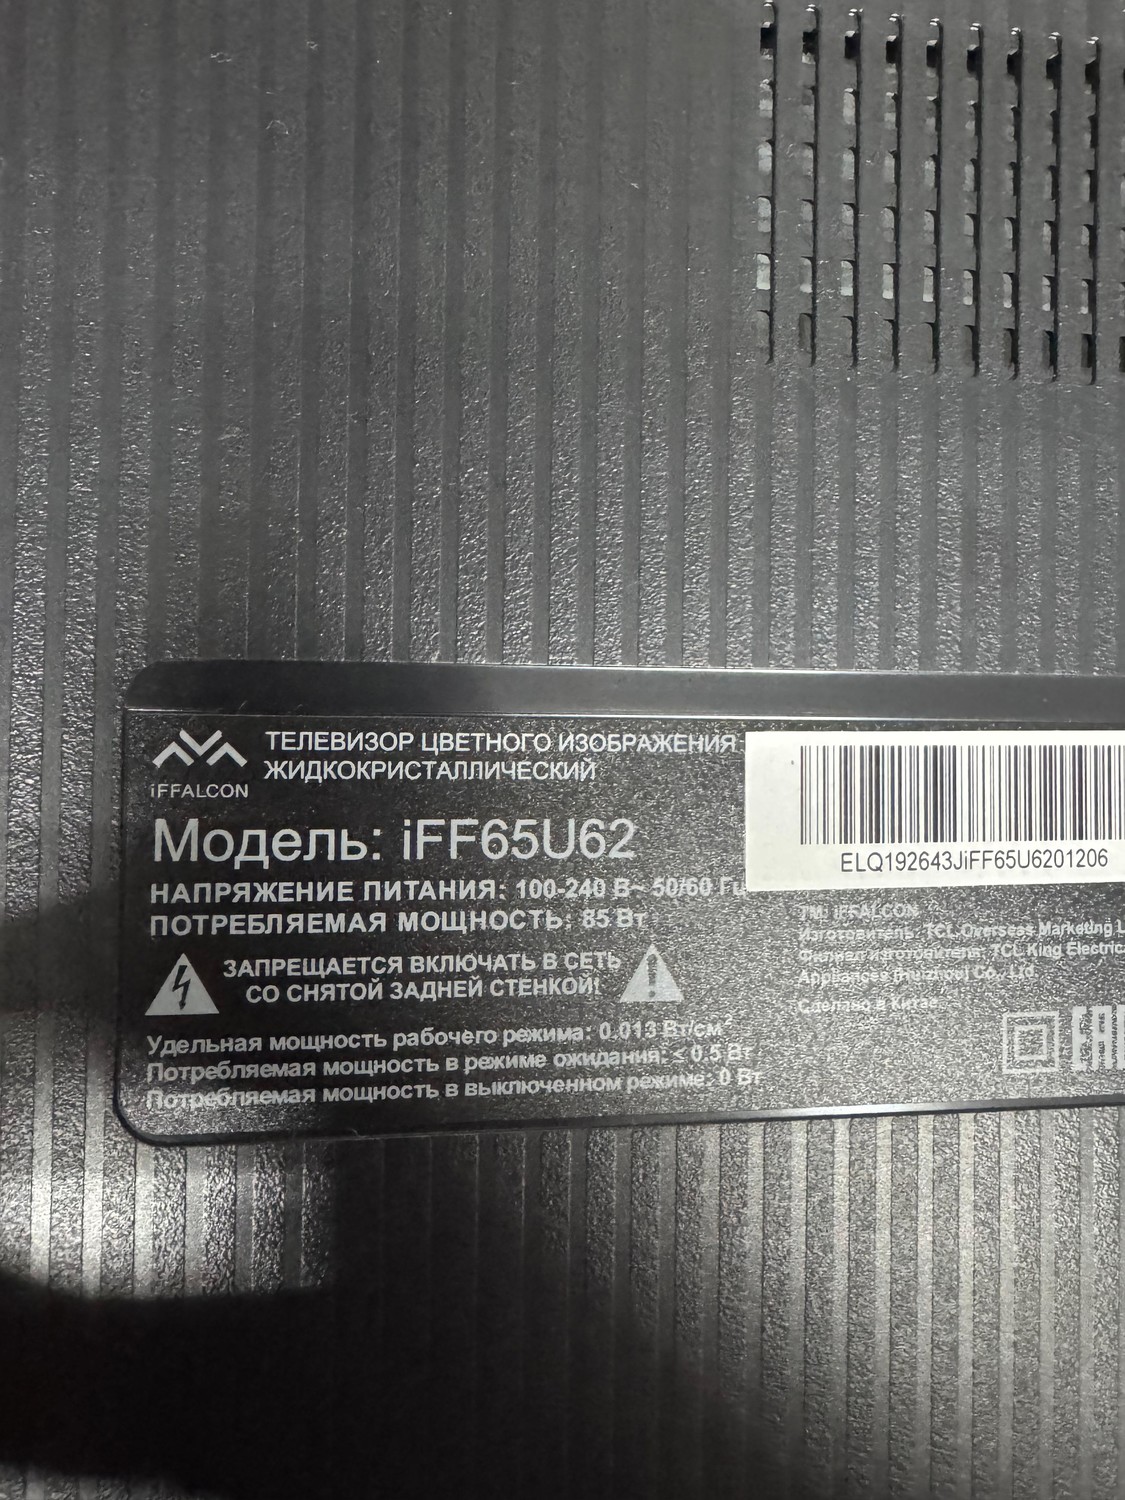 iFFALCON
ТЕЛЕВИЗОР ЦВЕТНОГО ИЗОБРАЖЕНИЯ
ЖИДКОКРИСТАЛЛИЧЕСКИЙ
Модель: iFF65U62
НАПРЯЖЕНИЕ ПИТАНИЯ: 100-240 В~ 50/60 Гц
ПОТРЕБЛЯЕМАЯ МОЩНОСТЬ: 85 Вт
ЗАПРЕЩАЕТСЯ ВКЛЮЧАТЬ В СЕТЬ
СО СНЯТОЙ ЗАДНЕЙ СТЕНКОЙ!
Удельная мощность рабочего режима: 0.013 Вт/см²
Потребляемая мощность в режиме ожидания: < 0.5 Вт
Потребляемая мощность в выключенном режиме: 0 Вт
ELQ192643JiFF65U6201206
TM: iFFALCON
Изготовитель: TCL Overseas Marketing
Филиал изготовителя: TCL King
Appliances (Huizhou) Co., Ltd
Сделано в Китае